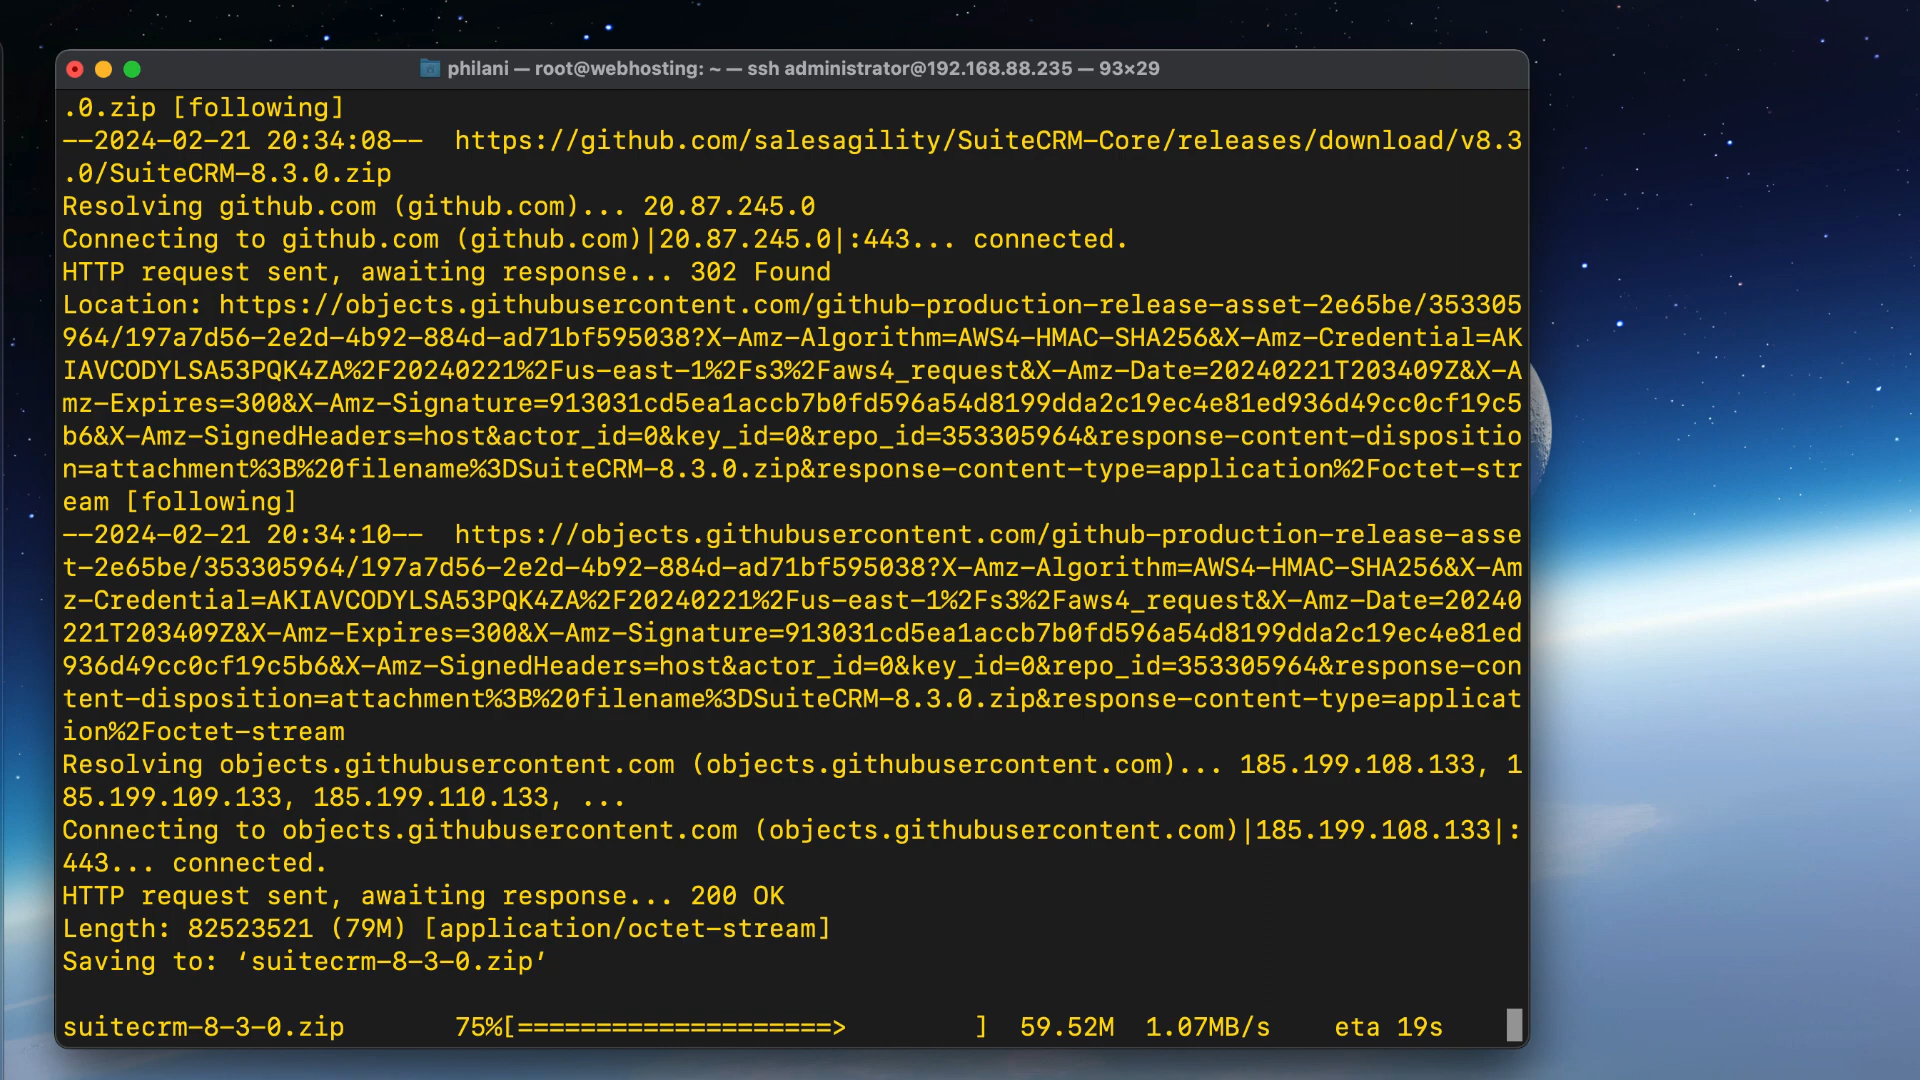 philani — root@webhosting: ~ — ssh administrator@192.168.88.235 — 93×29
.0.zip [following]
--2024-02-21 20:34:08--  https://github.com/salesagility/SuiteCRM-Core/releases/download/v8.3
.0/SuiteCRM-8.3.0.zip
Resolving github.com (github.com)... 20.87.245.0
Connecting to github.com (github.com)|20.87.245.0|:443... connected.
HTTP request sent, awaiting response... 302 Found
Location: https://objects.githubusercontent.com/github-production-release-asset-2e65be/353305
964/197a7d56-2e2d-4b92-884d-ad71bf595038?X-Amz-Algorithm=AWS4-HMAC-SHA256&X-Amz-Credential=AK
IAVCODYLSA53PQK4ZA%2F20240221%2Fus-east-1%2Fs3%2Faws4_request&X-Amz-Date=20240221T203409Z&X-A
mz-Expires=300&X-Amz-Signature=913031cd5ea1accb7b0fd596a54d8199dda2c19ec4e81ed936d49cc0cf19c5
b6&X-Amz-SignedHeaders=host&actor_id=0&key_id=0&repo_id=353305964&response-content-dispositio
n=attachment%3B%20filename%3DSuiteCRM-8.3.0.zip&response-content-type=application%2Foctet-str
eam [following]
--2024-02-21 20:34:10--  https://objects.githubusercontent.com/github-production-release-asse
t-2e65be/353305964/197a7d56-2e2d-4b92-884d-ad71bf595038?X-Amz-Algorithm=AWS4-HMAC-SHA256&X-Am
z-Credential=AKIAVCODYLSA53PQK4ZA%2F20240221%2Fus-east-1%2Fs3%2Faws4_request&X-Amz-Date=20240
221T203409Z&X-Amz-Expires=300&X-Amz-Signature=913031cd5ea1accb7b0fd596a54d8199dda2c19ec4e81ed
936d49cc0cf19c5b6&X-Amz-SignedHeaders=host&actor_id=0&key_id=0&repo_id=353305964&response-con
tent-disposition=attachment%3B%20filename%3DSuiteCRM-8.3.0.zip&response-content-type=applicat
ion%2Foctet-stream
Resolving objects.githubusercontent.com (objects.githubusercontent.com)... 185.199.108.133, 1
85.199.109.133, 185.199.110.133, ...
Connecting to objects.githubusercontent.com (objects.githubusercontent.com)|185.199.108.133|:
443... connected.
HTTP request sent, awaiting response... 200 OK
Length: 82523521 (79M) [application/octet-stream]
Saving to: ‘suitecrm-8-3-0.zip’
suitecrm-8-3-0.zip       75%[====================>        ]  59.52M  1.07MB/s    eta 19s